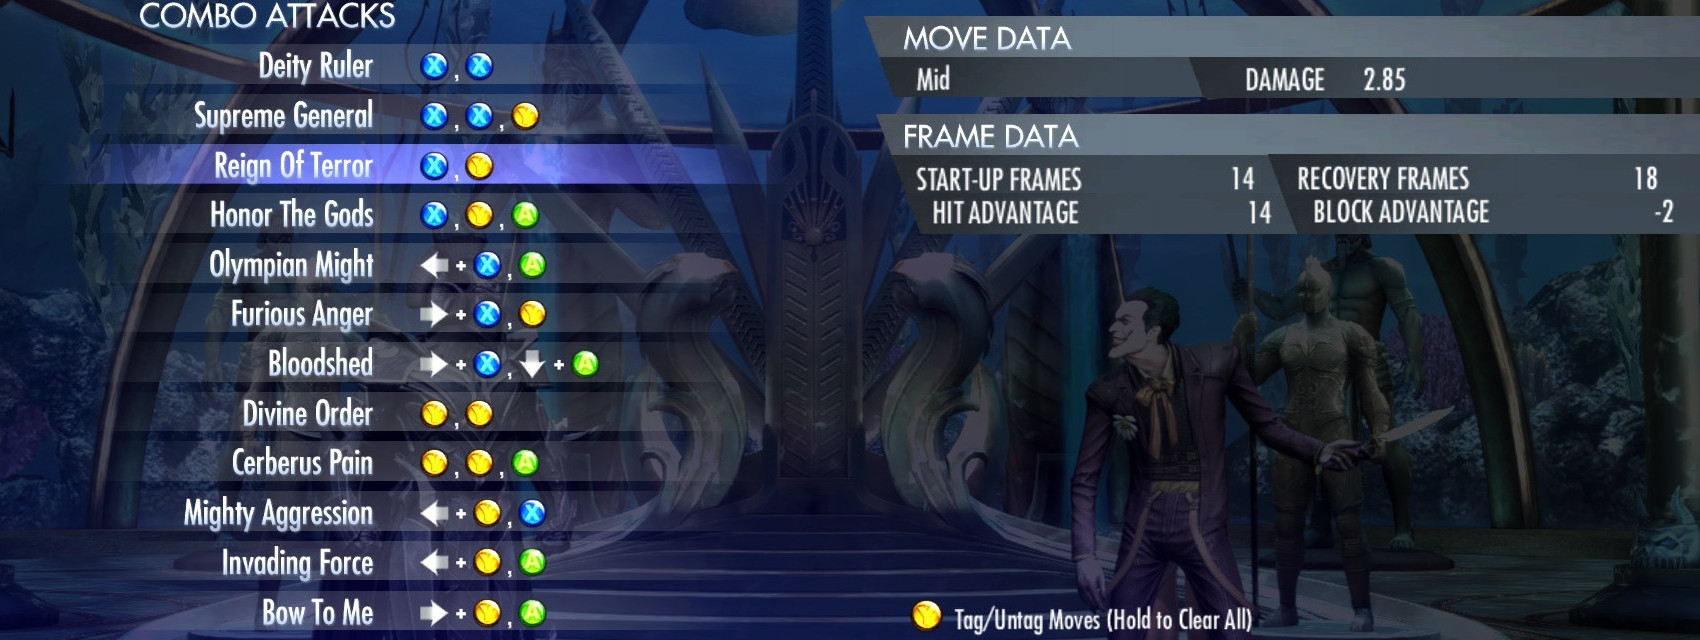 COMBO ATTACKS
Deity Ruler X , X
Supreme General X , X , Y
Reign Of Terror X , Y
Honor The Gods X , Y , A
Olympian Might + X , A
Furious Anger + X , Y
Bloodshed + X , + A
Divine Order Y , Y
Cerberus Pain Y , Y , A
Mighty Aggression + Y , X
Invading Force + Y , A
Bow To Me + Y , A
MOVE DATA
Mid DAMAGE 2.85
FRAME DATA
START-UP FRAMES 14 RECOVERY FRAMES 18
HIT ADVANTAGE 14 BLOCK ADVANTAGE -2
Y Tag/Untag Moves (Hold to Clear All)